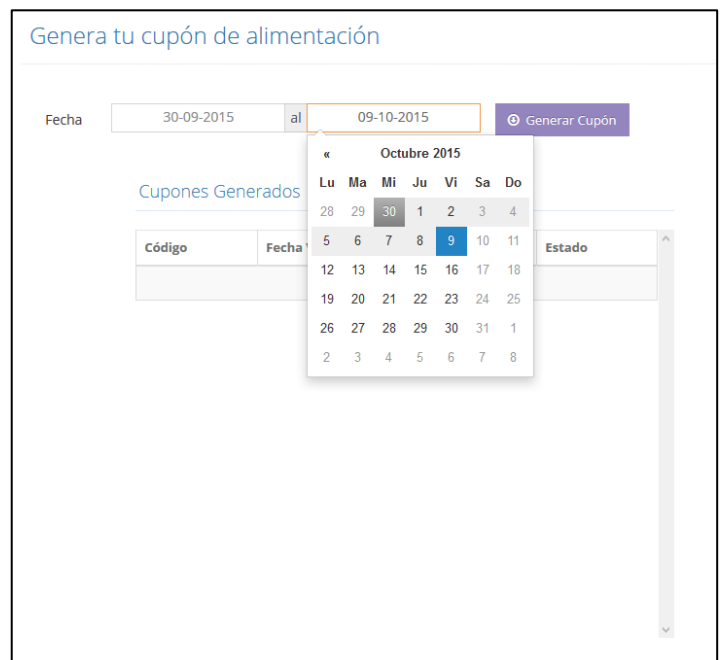 Genera tu cupón de alimentación
Fecha 30-09-2015 al 09-10-2015 Generar Cupón
« Octubre 2015
Lu Ma Mi Ju Vi Sa Do
28 29 30 1 2 3 4
5 6 7 8 9 10 11
12 13 14 15 16 17 18
19 20 21 22 23 24 25
26 27 28 29 30 31 1
2 3 4 5 6 7 8
Cupones Generados
Código Fecha Estado